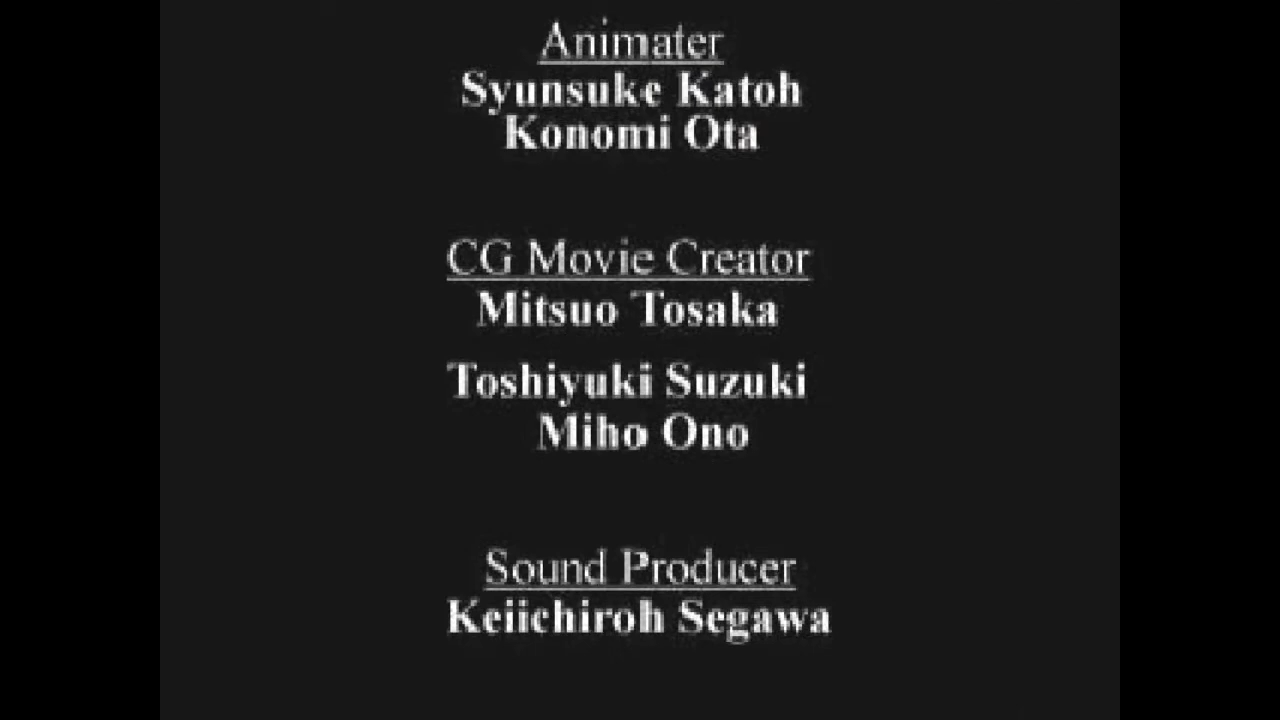 Animater
Syunsuke Katoh
Konomi Ota
CG Movie Creator
Mitsuo Tosaka
Toshiyuki Suzuki
Miho Ono
Sound Producer
Keiichiroh Segawa